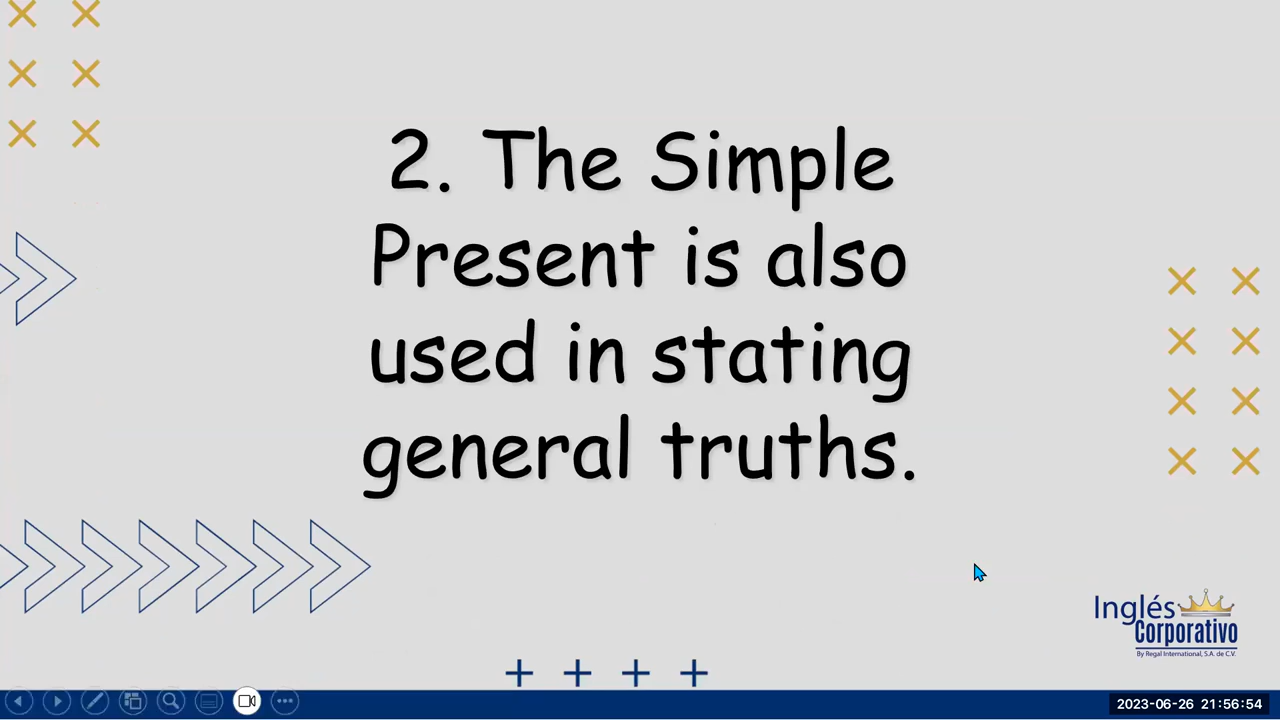 2. The Simple
Present is also
used in stating
general truths.
Inglés
Corporativo
By Regal International, S.A. de C.V.
2023-06-26 21:56:54